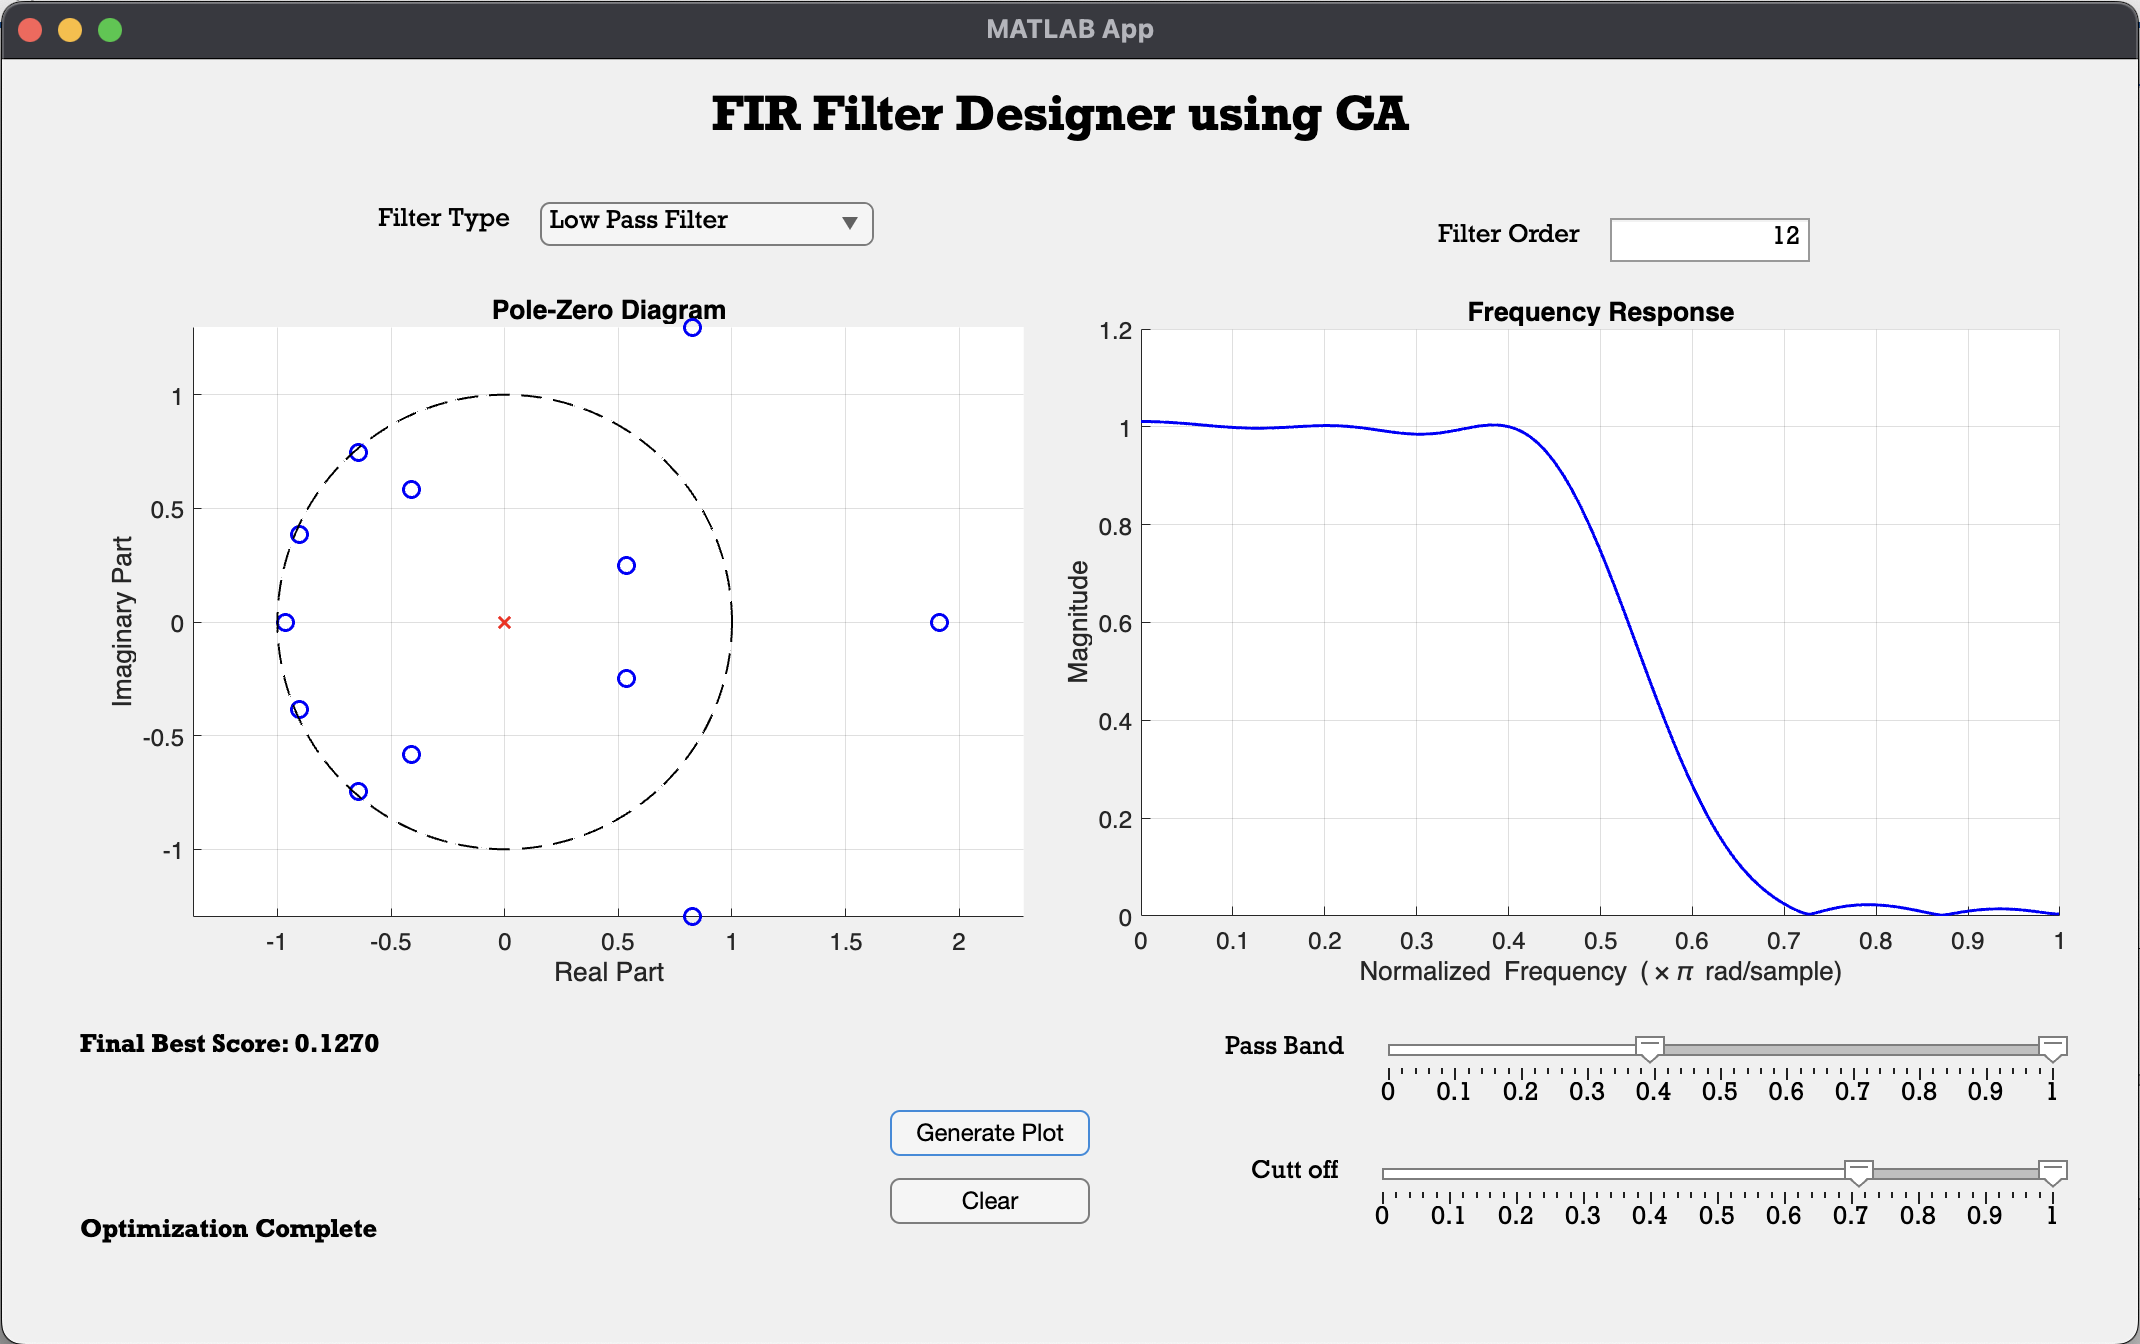 MATLAB App
FIR Filter Designer using GA
Filter Type
Low Pass Filter
Filter Order
12
Pole-Zero Diagram
1
0.5
0
-0.5
-1
Imaginary Part
-1 -0.5 0 0.5 1 1.5 2
Real Part
Frequency Response
1.2
1
0.8
0.6
0.4
0.2
0
Magnitude
0 0.1 0.2 0.3 0.4 0.5 0.6 0.7 0.8 0.9 1
Normalized Frequency (×π rad/sample)
Final Best Score: 0.1270
Pass Band
0 0.1 0.2 0.3 0.4 0.5 0.6 0.7 0.8 0.9 1
Generate Plot
Cutt off
0 0.1 0.2 0.3 0.4 0.5 0.6 0.7 0.8 0.9 1
Clear
Optimization Complete